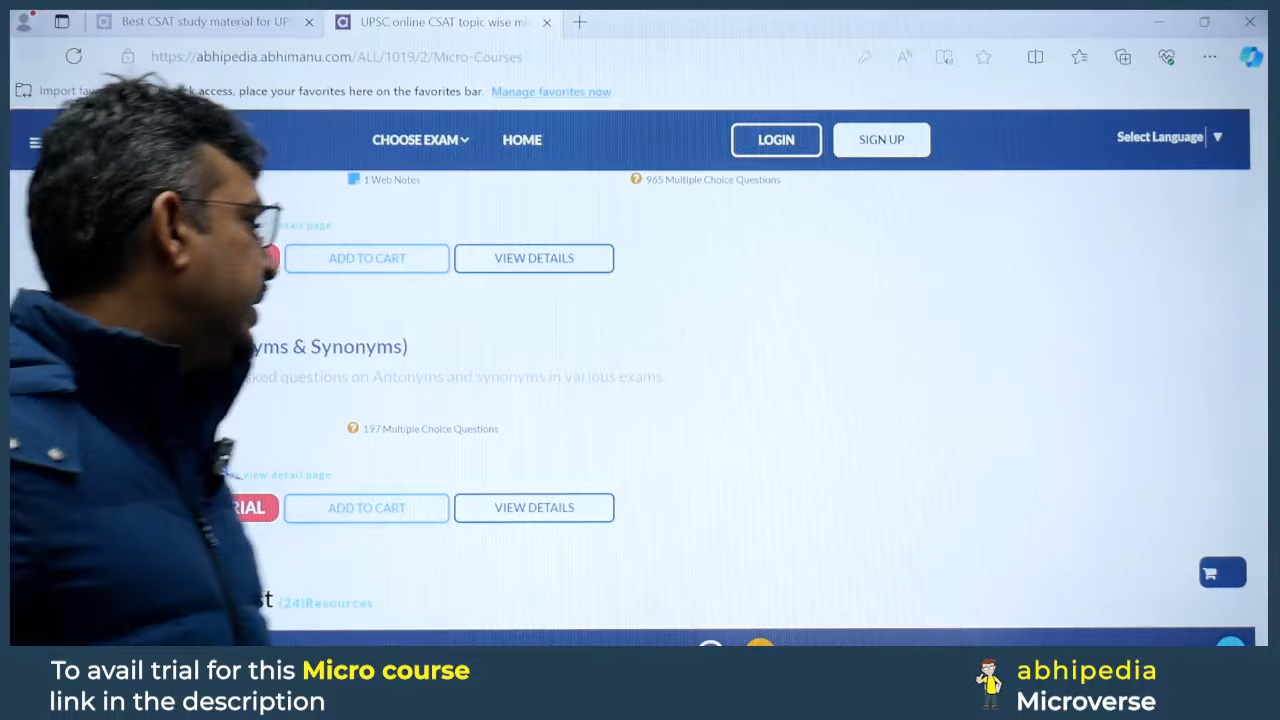 Best CSAT study material for UP
UPSC online CSAT topic wise mi
https://abhipedia.abhimanu.com/ALL/1019/2/Micro-Courses
Import fav access, place your favorites here on the favorites bar. Manage favorites now
CHOOSE EXAM HOME LOGIN SIGN UP Select Language
1 Web Notes 965 Multiple Choice Questions
page
ADD TO CART VIEW DETAILS
yms & Synonyms)
sked questions on Antonyms and synonyms in various exams.
197 Multiple Choice Questions
view detail page
RIAL ADD TO CART VIEW DETAILS
st (24)Resources
To avail trial for this Micro course
link in the description
abhipedia
Microverse